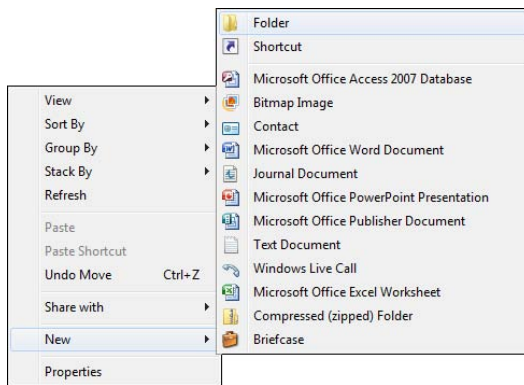 View
Sort By
Group By
Stack By
Refresh
Paste
Paste Shortcut
Undo Move Ctrl+Z
Share with
New
Properties
Folder
Shortcut
Microsoft Office Access 2007 Database
Bitmap Image
Contact
Microsoft Office Word Document
Journal Document
Microsoft Office PowerPoint Presentation
Microsoft Office Publisher Document
Text Document
Windows Live Call
Microsoft Office Excel Worksheet
Compressed (zipped) Folder
Briefcase